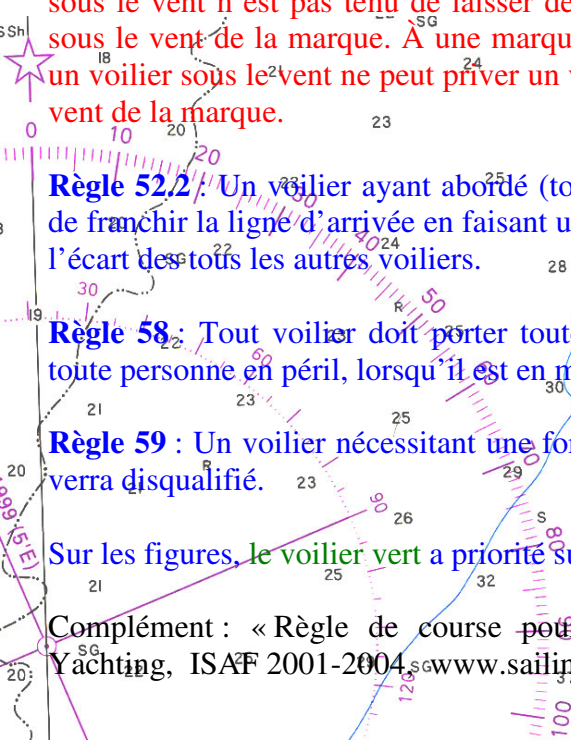 sous le vent n'est pas tenu de laisser de
sous le vent de la marque. À une marqu
un voilier sous le vent ne peut priver un v
vent de la marque.
Règle 52.2 : Un voilier ayant abordé (to
de franchir la ligne d'arrivée en faisant u
l'écart des tous les autres voiliers.
Règle 58 : Tout voilier doit porter tout
toute personne en péril, lorsqu'il est en m
Règle 59 : Un voilier nécessitant une for
verra disqualifié.
Sur les figures, le voilier vert a priorité su
Complément : « Règle de course pou
Yachting, ISAF 2001-2004, www.sailin